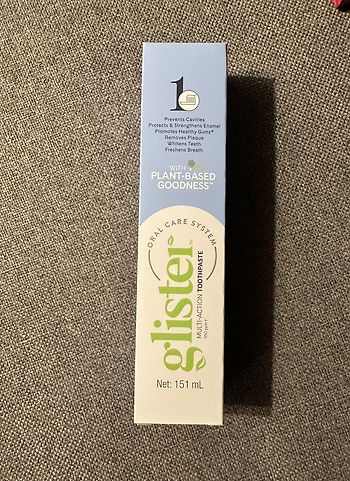 1
Prevents Cavities
Protects & Strengthens Enamel
Promotes Healthy Gums*
Removes Plaque
Whitens Teeth
Freshens Breath
WITH
PLANT-BASED
GOODNESS™
ORAL CARE SYSTEM
glister™
MULTI-ACTION TOOTHPASTE
Net: 151 mL